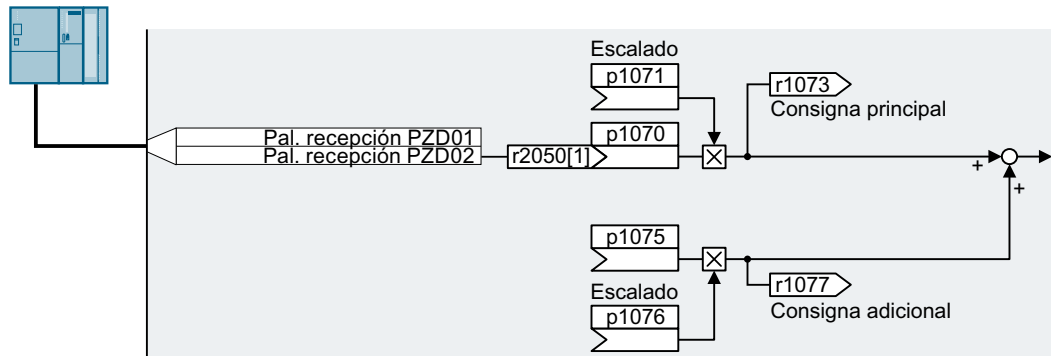 Escalado
p1071
r1073
Consigna principal
Pal. recepción PZD01
p1070
Pal. recepción PZD02
r2050[1]
+
+
p1075
r1077
Escalado
Consigna adicional
p1076